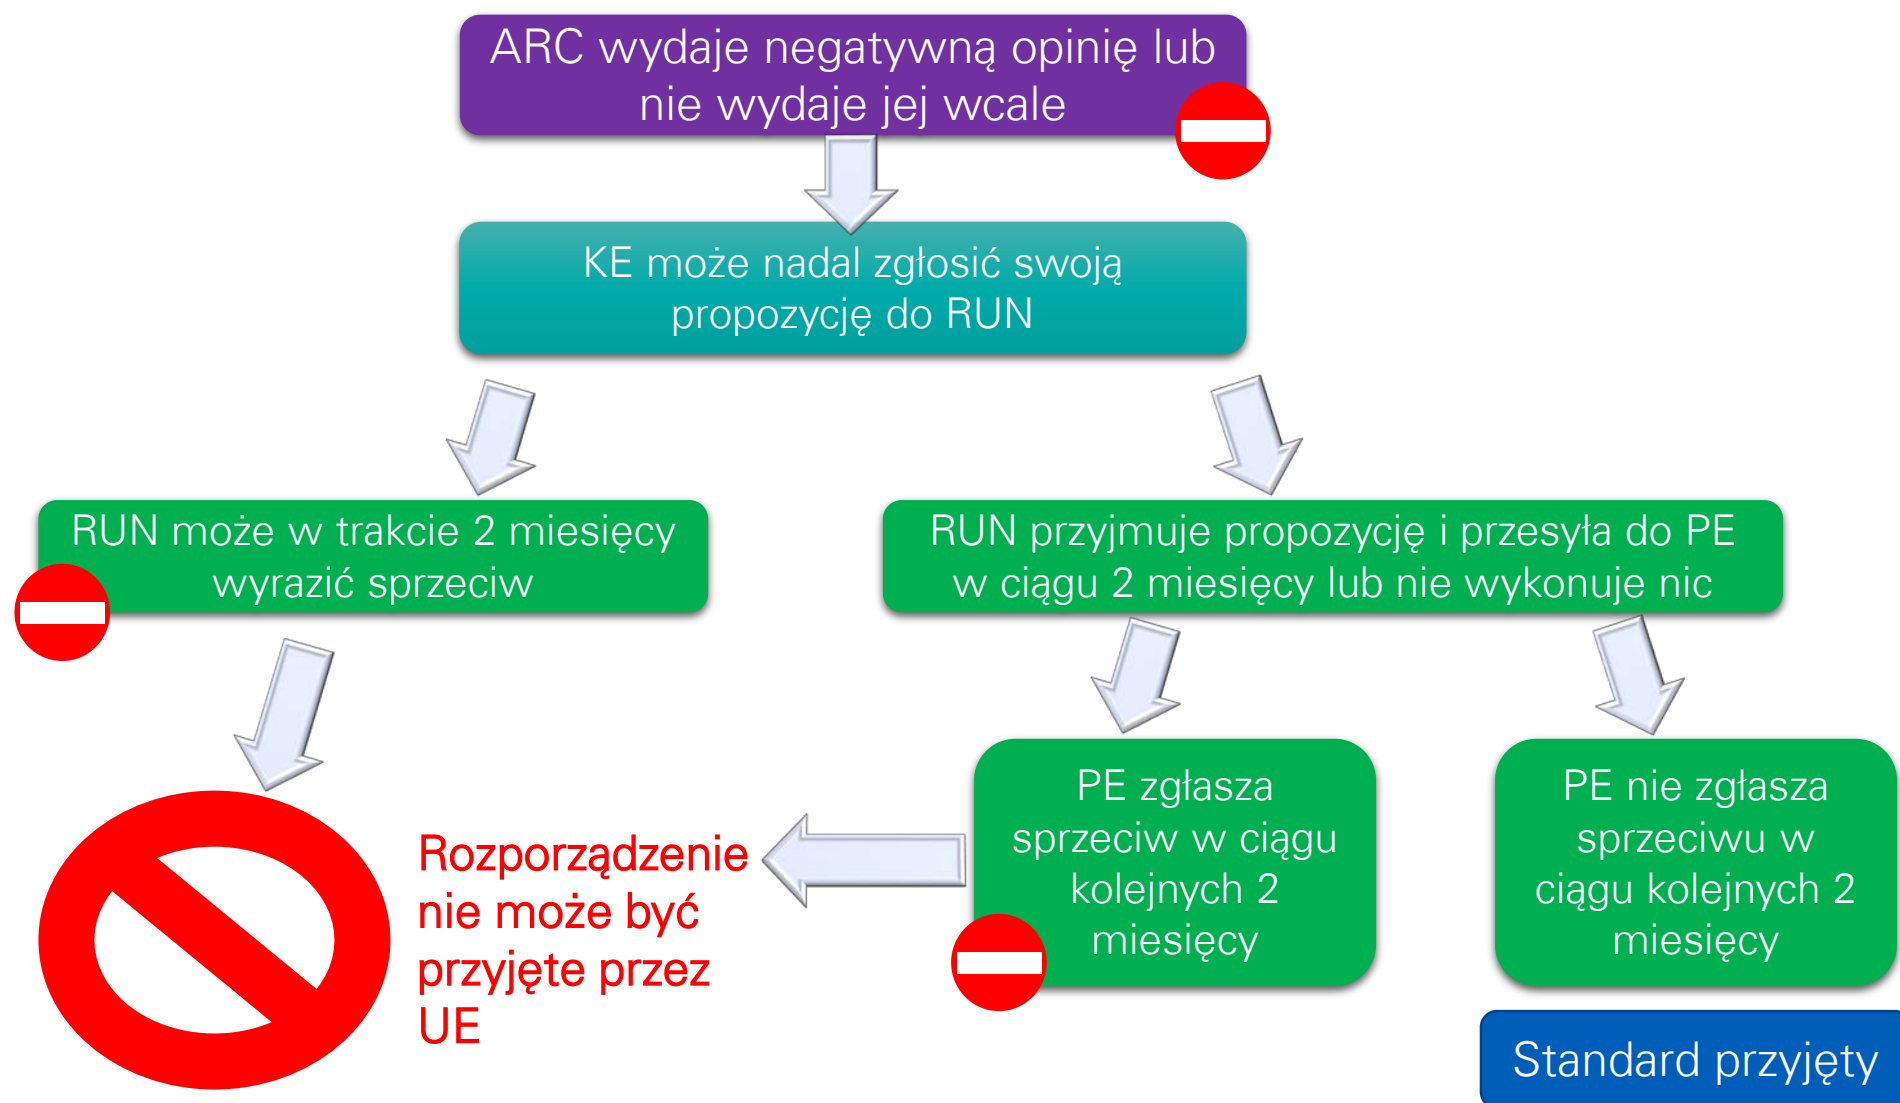 ARC wydaje negatywną opinię lub
nie wydaje jej wcale
KE może nadal zgłosić swoją
propozycję do RUN
RUN może w trakcie 2 miesięcy
wyrazić sprzeciw
RUN przyjmuje propozycję i przesyła do PE
w ciągu 2 miesięcy lub nie wykonuje nic
Rozporządzenie
nie może być
przyjęte przez
UE
PE zgłasza
sprzeciw w ciągu
kolejnych 2
miesięcy
PE nie zgłasza
sprzeciwu w
ciągu kolejnych 2
miesięcy
Standard przyjęty